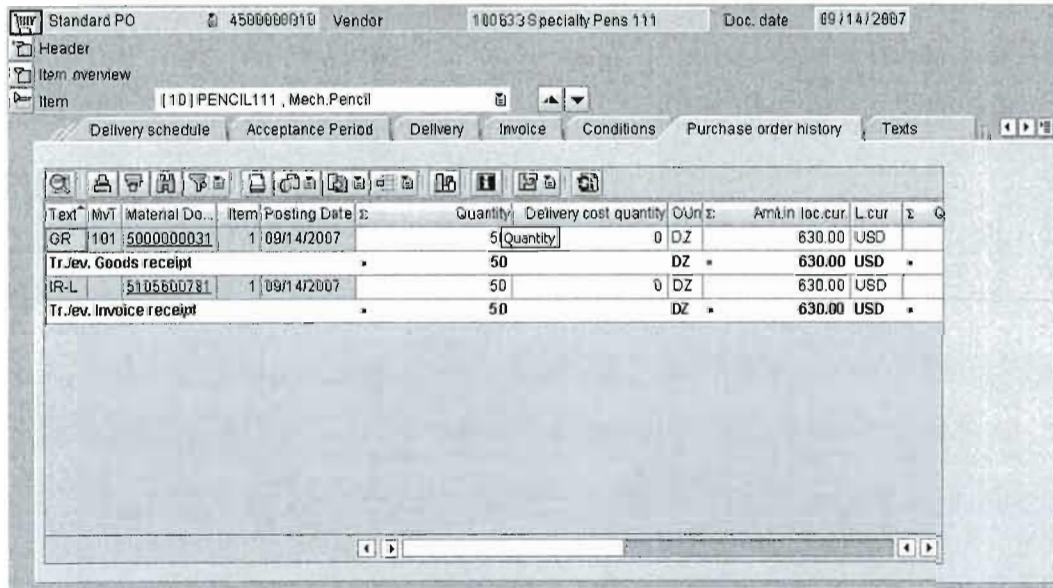 Standard PO 4500000010 Vendor 100633 Specialty Pens 111 Doc. date 09/14/2007
Header
Item overview
Item [10] PENCIL111 , Mech.Pencil
Delivery schedule Acceptance Period Delivery Invoice Conditions Purchase order history Texts
Text MvT Material Do... Item Posting Date Σ Quantity Delivery cost quantity OUn Σ Amt.in loc.cur. L.cur Σ Q
GR 101 5000000031 1 09/14/2007 5 Quantity 0 DZ 630.00 USD
Tr./ev. Goods receipt 50 DZ 630.00 USD
IR-L 5105600781 1 09/14/2007 50 0 DZ 630.00 USD
Tr./ev. Invoice receipt 50 DZ 630.00 USD